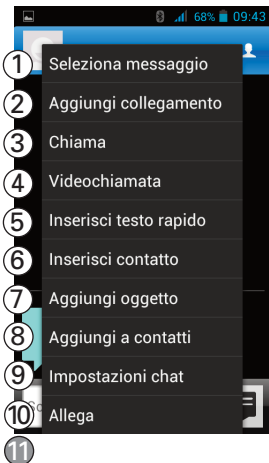 68% 09:43
1 Seleziona messaggio
2 Aggiungi collegamento
3 Chiama
4 Videochiamata
5 Inserisci testo rapido
6 Inserisci contatto
7 Aggiungi oggetto
8 Aggiungi a contatti
9 Impostazioni chat
10 Allega
11